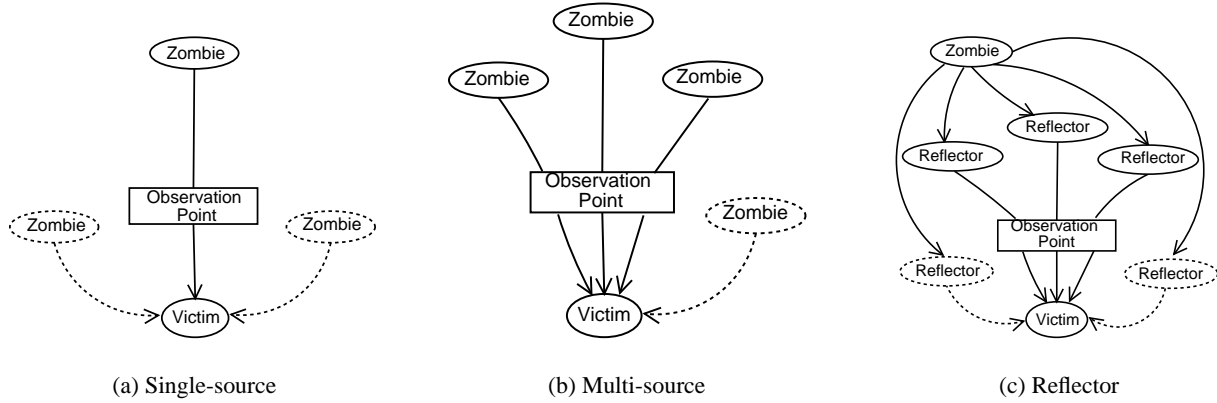 Zombie
Observation
Point
Zombie
Zombie
Victim
(a) Single-source
Zombie
Zombie
Zombie
Observation
Point
Zombie
Victim
(b) Multi-source
Zombie
Reflector
Reflector
Reflector
Observation
Point
Reflector
Reflector
Victim
(c) Reflector